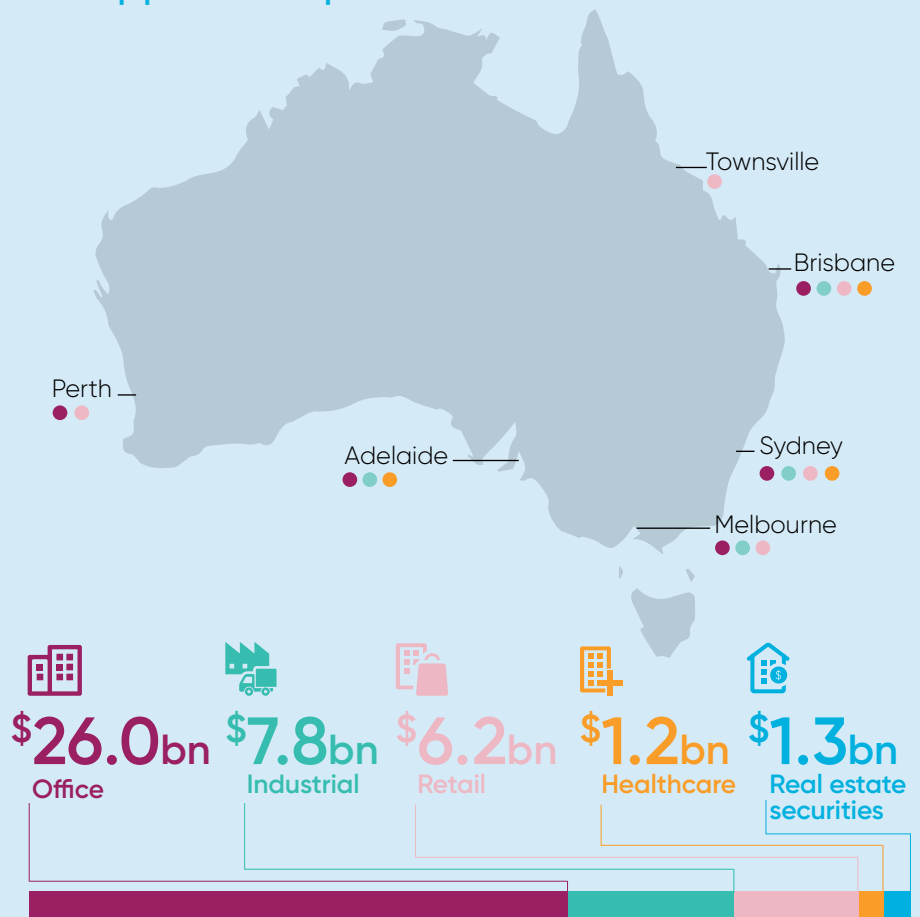 Townsville
Brisbane
Perth
Adelaide
Sydney
Melbourne
$26.0bn
Office
$7.8bn
Industrial
$6.2bn
Retail
$1.2bn
Healthcare
$1.3bn
Real estate
securities
$